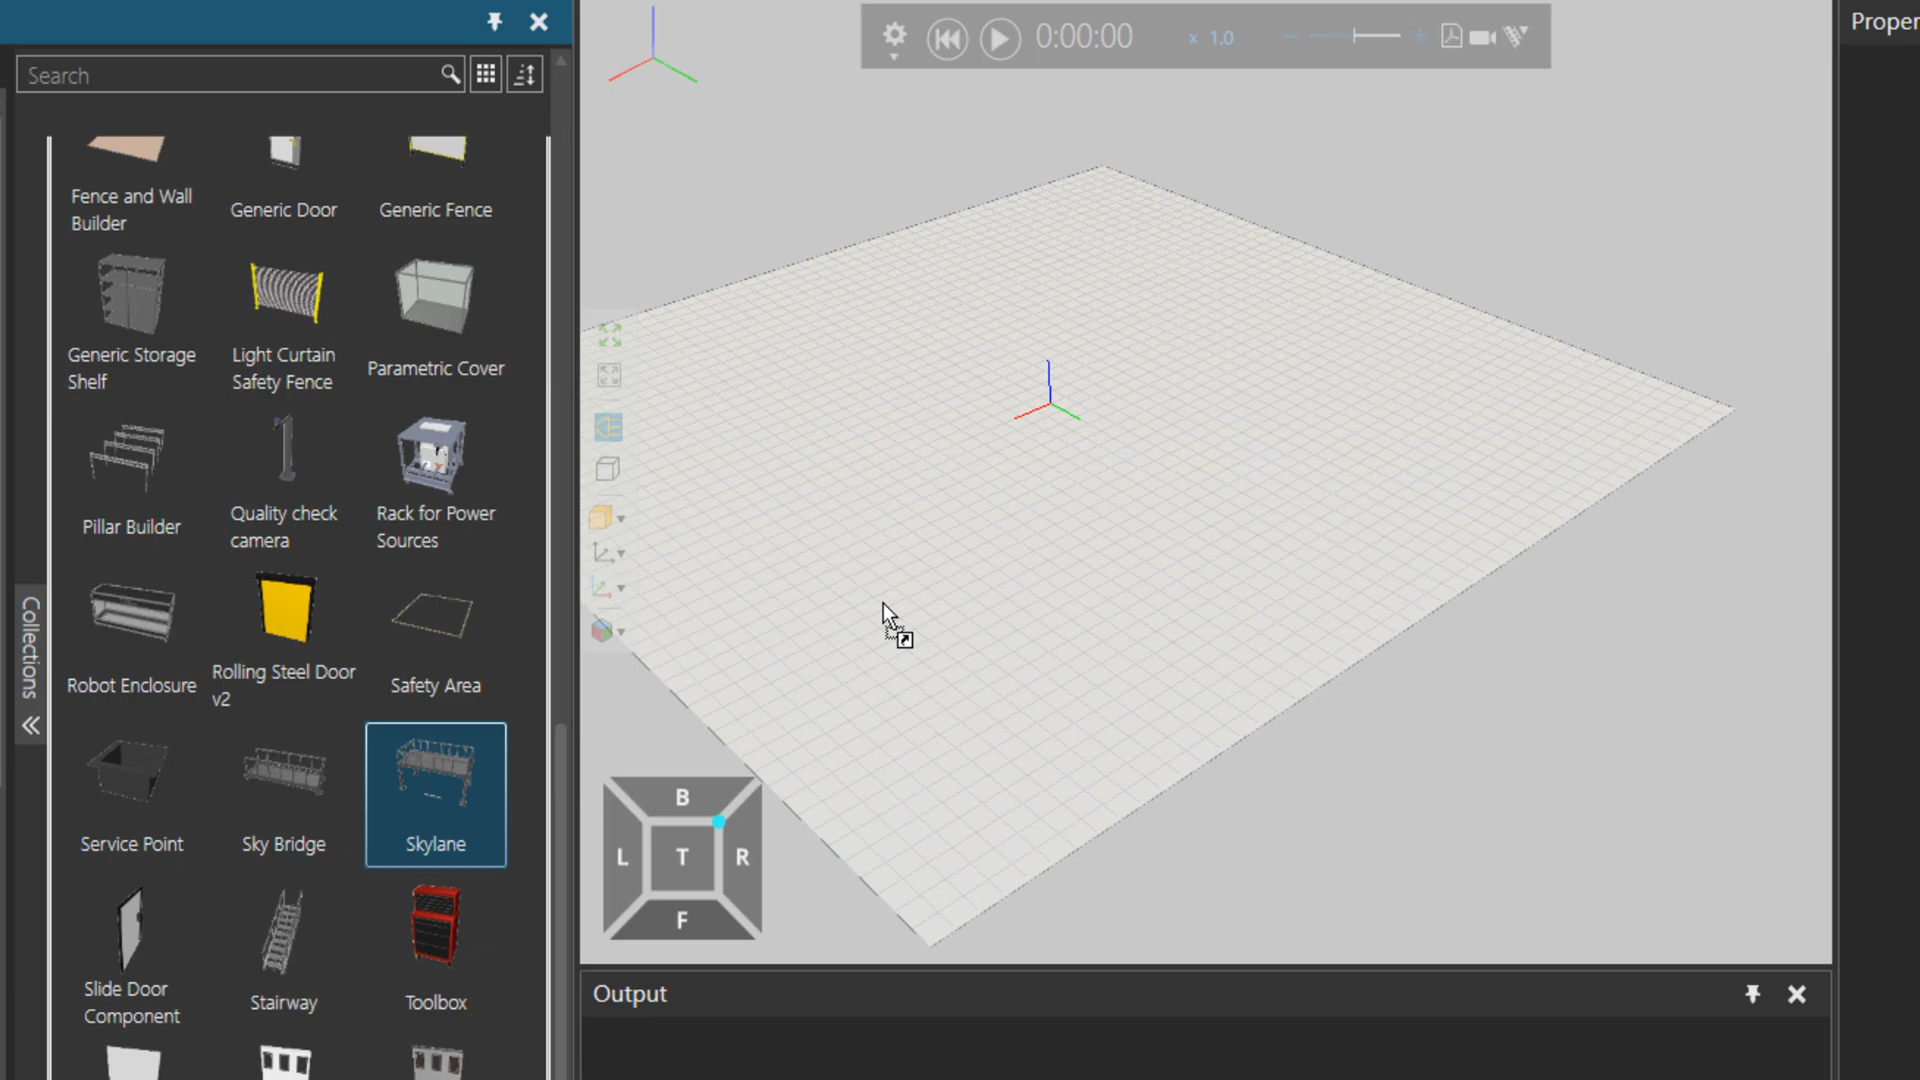 Proper
Search
0:00:00
x 1.0
Fence and Wall
Builder
Generic Door
Generic Fence
Generic Storage
Shelf
Light Curtain
Safety Fence
Parametric Cover
Pillar Builder
Quality check
camera
Rack for Power
Sources
Robot Enclosure
Rolling Steel Door
v2
Safety Area
Collections
Service Point
Sky Bridge
Skylane
Slide Door
Component
Stairway
Toolbox
B
L
T
R
F
Output